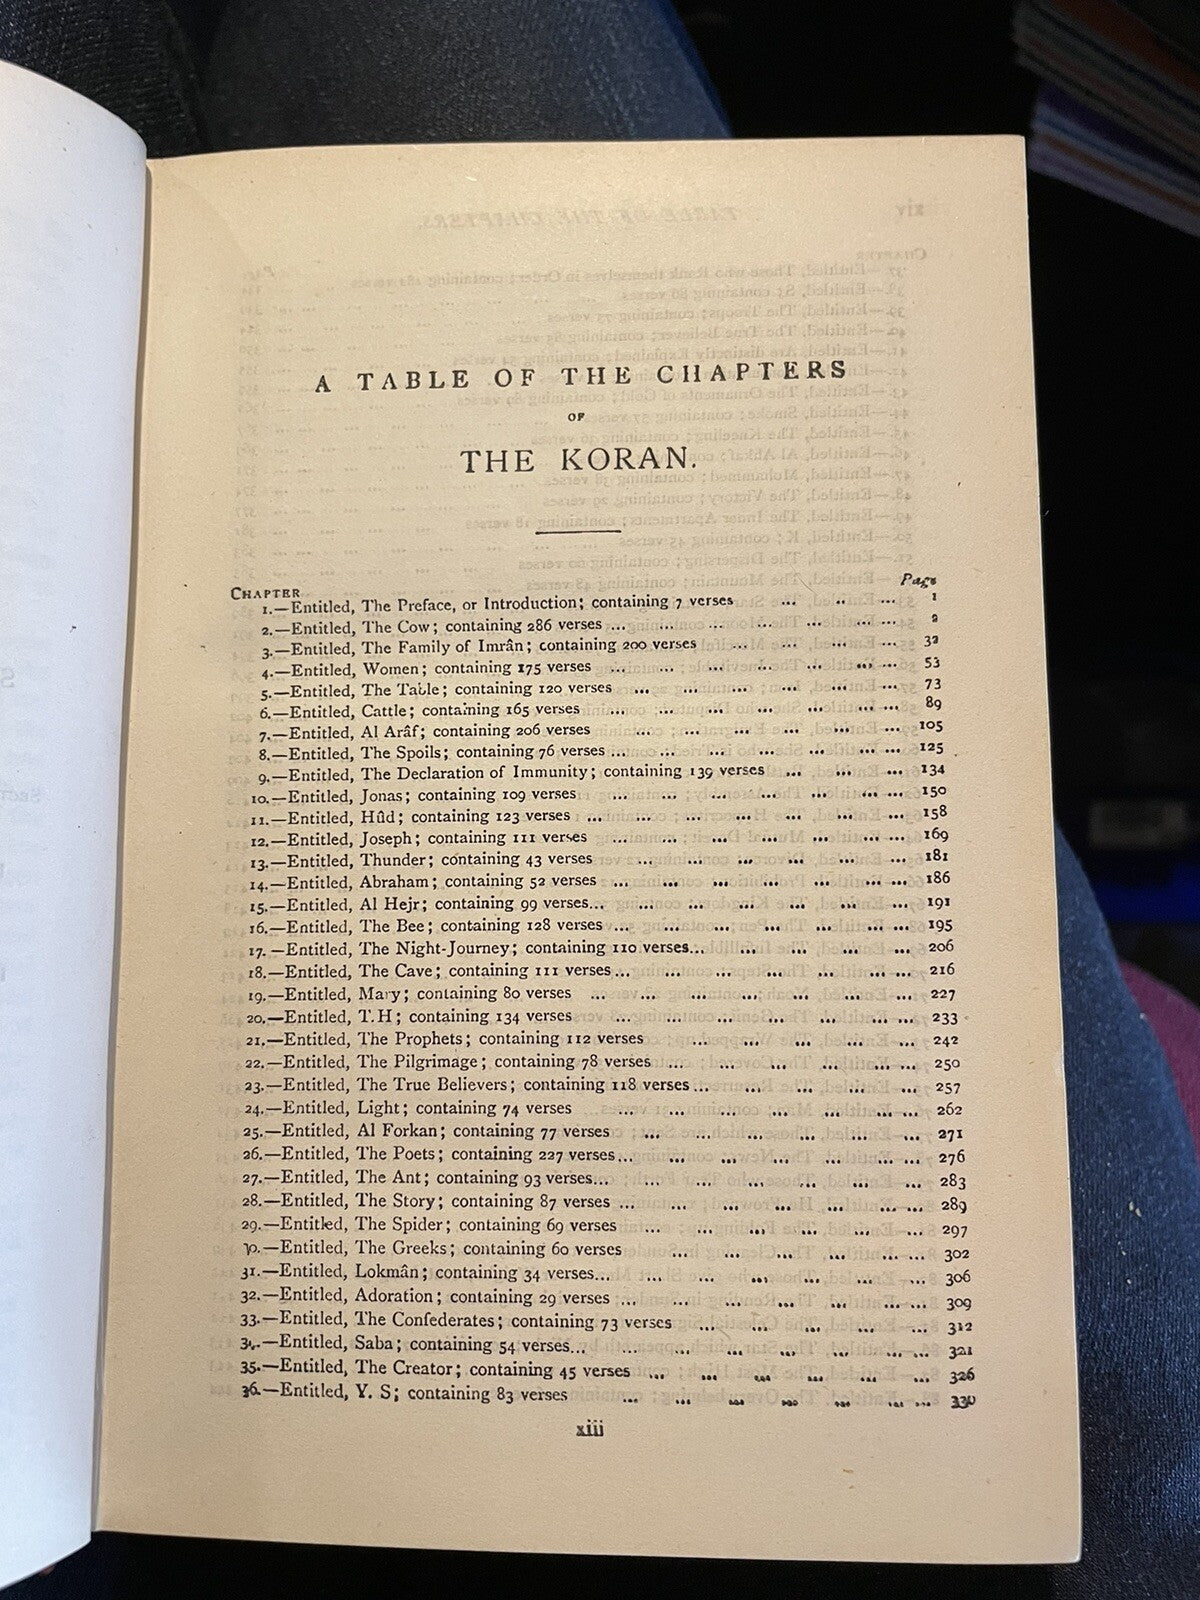 A TABLE OF THE CHAPTERS
OF
THE KORAN.
CHAPTER Page
1.—Entitled, The Preface, or Introduction; containing 7 verses ... ... ... 1
2.—Entitled, The Cow; containing 286 verses ... ... ... ... ... ... 2
3.—Entitled, The Family of Imrân; containing 200 verses ... ... ... ... 32
4.—Entitled, Women; containing 175 verses ... ... ... ... ... ... 53
5.—Entitled, The Table; containing 120 verses ... ... ... ... ... 73
6.—Entitled, Cattle; containing 165 verses ... ... ... ... ... ... 89
7.—Entitled, Al Arâf; containing 206 verses ... ... ... ... ... 105
8.—Entitled, The Spoils; containing 76 verses ... ... ... ... ... ... 125
9.—Entitled, The Declaration of Immunity; containing 139 verses ... ... ... 134
10.—Entitled, Jonas; containing 109 verses ... ... ... ... ... ... 150
11.—Entitled, Hûd; containing 123 verses ... ... ... ... ... ... 158
12.—Entitled, Joseph; containing 111 verses ... ... ... ... ... ... 169
13.—Entitled, Thunder; containing 43 verses ... ... ... ... ... 181
14.—Entitled, Abraham; containing 52 verses ... ... ... ... ... ... 186
15.—Entitled, Al Hejr; containing 99 verses... ... ... ... ... ... 191
16.—Entitled, The Bee; containing 128 verses ... ... ... ... ... ... 195
17.—Entitled, The Night-Journey; containing 110 verses... ... ... ... ... 206
18.—Entitled, The Cave; containing 111 verses... ... ... ... ... ... 216
19.—Entitled, Mary; containing 80 verses ... ... ... ... ... ... 227
20.—Entitled, T.H; containing 134 verses ... ... ... ... ... ... 233
21.—Entitled, The Prophets; containing 112 verses ... ... ... ... ... 242
22.—Entitled, The Pilgrimage; containing 78 verses ... ... ... ... ... ... 250
23.—Entitled, The True Believers; containing 118 verses... ... ... ... ... 257
24.—Entitled, Light; containing 74 verses ... ... ... ... ... ... 262
25.—Entitled, Al Forkan; containing 77 verses ... ... ... ... ... ... 271
26.—Entitled, The Poets; containing 227 verses... ... ... ... ... ... ... 276
27.—Entitled, The Ant; containing 93 verses... ... ... ... ... ... ... 283
28.—Entitled, The Story; containing 87 verses ... ... ... ... ... ... ... 289
29.—Entitled, The Spider; containing 69 verses ... ... ... ... ... ... 297
30.—Entitled, The Greeks; containing 60 verses ... ... ... ... ... ... 302
31.—Entitled, Lokmân; containing 34 verses... ... ... ... ... ... ... 306
32.—Entitled, Adoration; containing 29 verses ... ... ... ... ... ... ... 309
33.—Entitled, The Confederates; containing 73 verses ... ... ... ... ... 312
34.—Entitled, Saba; containing 54 verses... ... ... ... ... ... ... ... 321
35.—Entitled, The Creator; containing 45 verses ... ... ... ... ... ... 326
36.—Entitled, Y. S; containing 83 verses ... ... ... ... ... ... ... 330
xiii